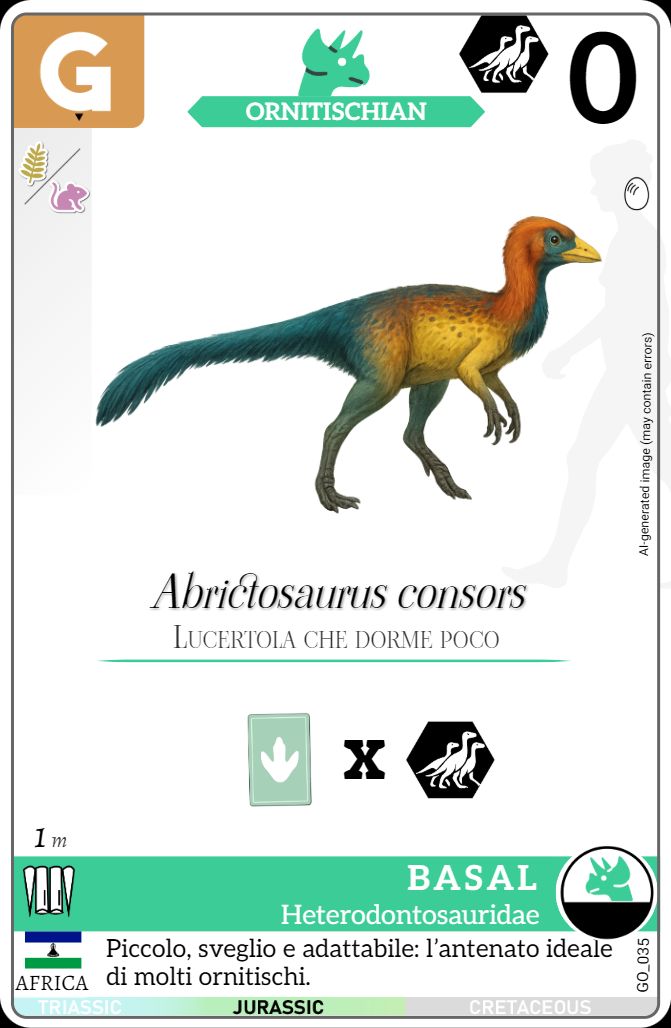 G
ORNITISCHIAN
0
AI-generated image (may contain errors)
Abrictosaurus consors
Lucertola che dorme poco
X
1 m
BASAL
Heterodontosauridae
AFRICA
Piccolo, sveglio e adattabile: l’antenato ideale
di molti ornitischi.
GO_035
TRIASSIC
JURASSIC
CRETACEOUS